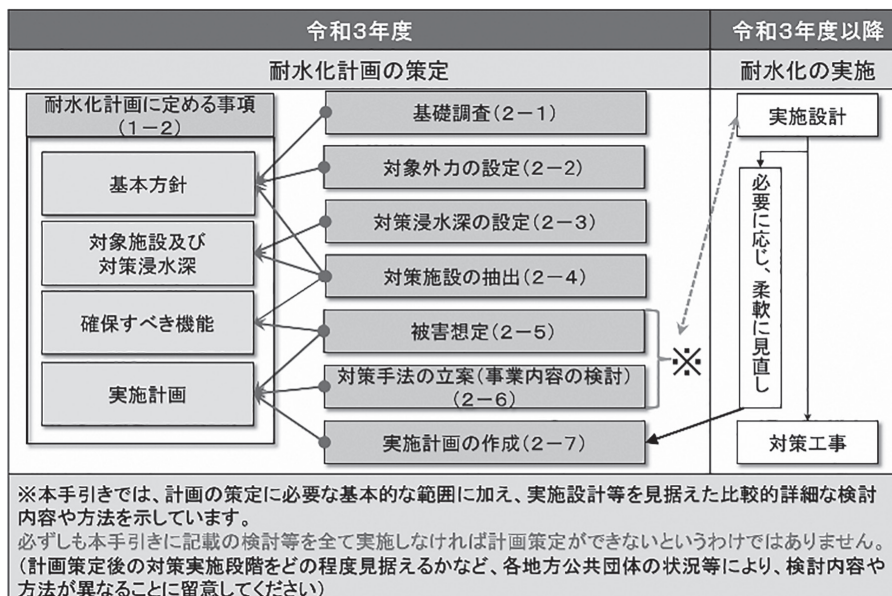 令和3年度
令和3年度以降
耐水化計画の策定
耐水化の実施
耐水化計画に定める事項
(1-2)
基本方針
対象施設及び
対策浸水深
確保すべき機能
実施計画
基礎調査(2-1)
対象外力の設定(2-2)
対策浸水深の設定(2-3)
対策施設の抽出(2-4)
被害想定(2-5)
対策手法の立案(事業内容の検討)
(2-6)
実施計画の作成(2-7)
※
実施設計
必要に応じ、柔軟に見直し
対策工事
※本手引きでは、計画の策定に必要な基本的な範囲に加え、実施設計等を見据えた比較的詳細な検討
内容や方法を示しています。
必ずしも本手引きに記載の検討等を全て実施しなければ計画策定ができないというわけではありません。
(計画策定後の対策実施段階をどの程度見据えるかなど、各地方公共団体の状況等により、検討内容や
方法が異なることに留意してください)